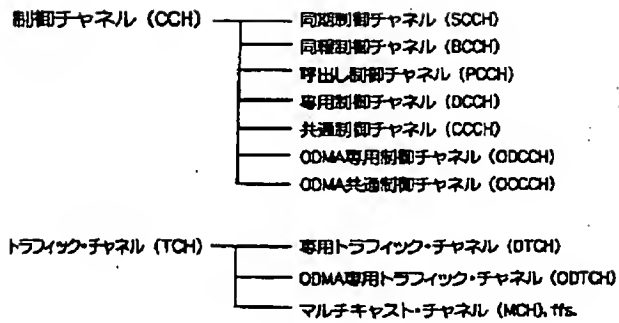 制御チャネル (CCH)
同期制御チャネル (SCCH)
同報制御チャネル (BCCH)
呼出し制御チャネル (PCCH)
専用制御チャネル (DCCH)
共通制御チャネル (CCCH)
ODMA専用制御チャネル (ODCCH)
ODMA共通制御チャネル (OCCCH)
トラフィック・チャネル (TCH)
専用トラフィック・チャネル (DTCH)
ODMA専用トラフィック・チャネル (ODTCH)
マルチキャスト・チャネル (MCH), ffs.